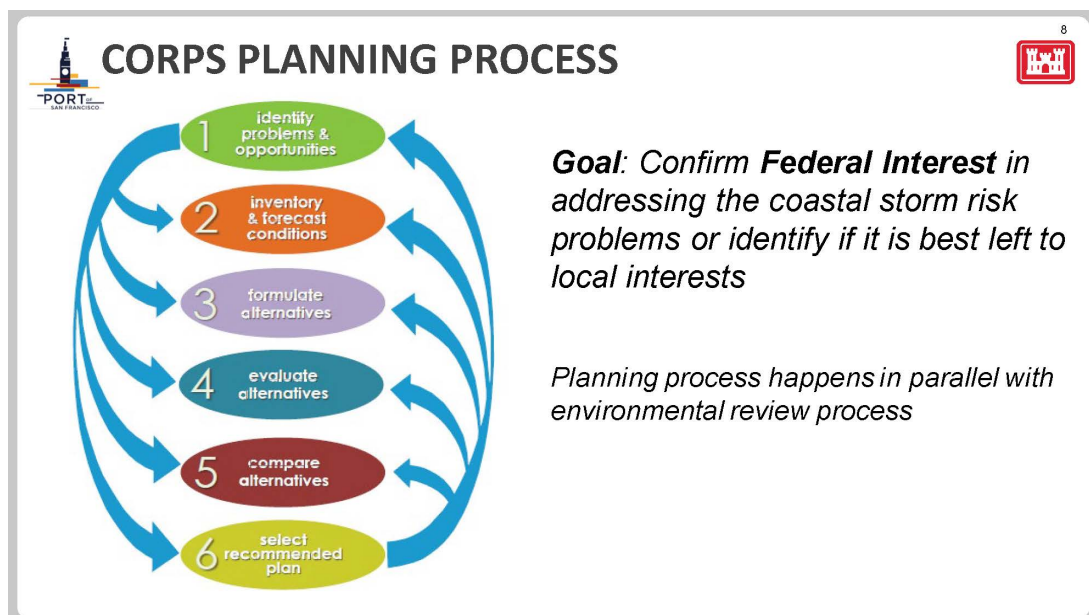 8
CORPS PLANNING PROCESS
PORT OF
SAN FRANCISCO
1 identify
problems &
opportunities
2 inventory
& forecast
conditions
3 formulate
alternatives
4 evaluate
alternatives
5 compare
alternatives
6 select
recommended
plan
Goal: Confirm Federal Interest in
addressing the coastal storm risk
problems or identify if it is best left to
local interests
Planning process happens in parallel with
environmental review process